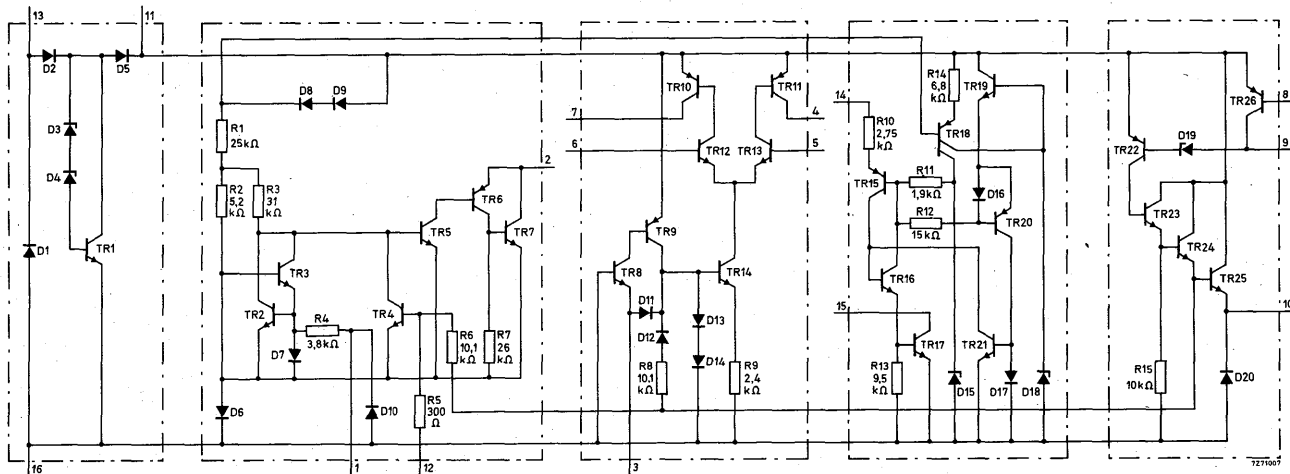 13
11
D2
D5
D3
D4
D1
TR1
16
D8
D9
R1
25kΩ
R2
5,2
kΩ
R3
31
kΩ
TR3
TR2
R4
3,8kΩ
D7
D6
TR4
D10
TR5
TR6
TR7
2
R6
10,1
kΩ
R7
26
kΩ
R5
300
Ω
1
12
TR10
TR11
7
4
6
5
TR12
TR13
TR9
TR8
D11
D12
R8
10.1
kΩ
D13
D14
TR14
R9
2,4
kΩ
3
14
R10
2,75
kΩ
R14
6,8
kΩ
TR19
TR18
TR15
R11
1,9kΩ
R12
15kΩ
D16
TR20
TR16
15
TR17
TR21
R13
9,5
kΩ
D15
D17
D18
TR26
8
TR22
D19
9
TR23
TR24
TR25
10
R15
10kΩ
D20
7Z71007